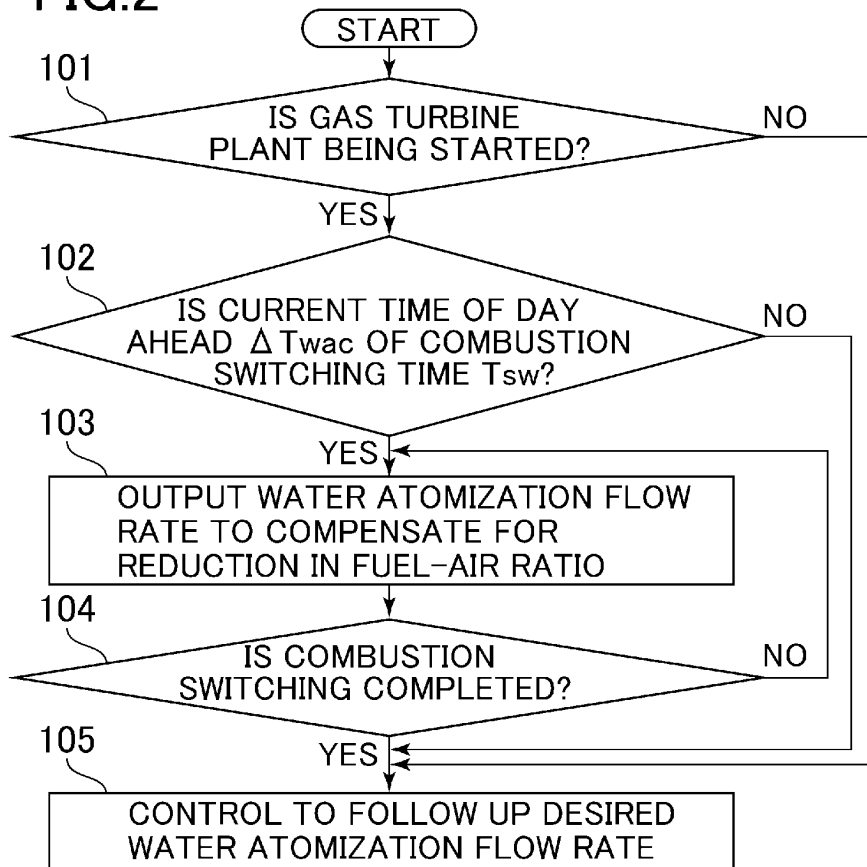 FIG.2
START
101
IS GAS TURBINE
PLANT BEING STARTED?
NO
YES
102
IS CURRENT TIME OF DAY
AHEAD ΔTwac OF COMBUSTION
SWITCHING TIME Tsw?
NO
YES
103
OUTPUT WATER ATOMIZATION FLOW
RATE TO COMPENSATE FOR
REDUCTION IN FUEL-AIR RATIO
104
IS COMBUSTION
SWITCHING COMPLETED?
NO
YES
105
CONTROL TO FOLLOW UP DESIRED
WATER ATOMIZATION FLOW RATE